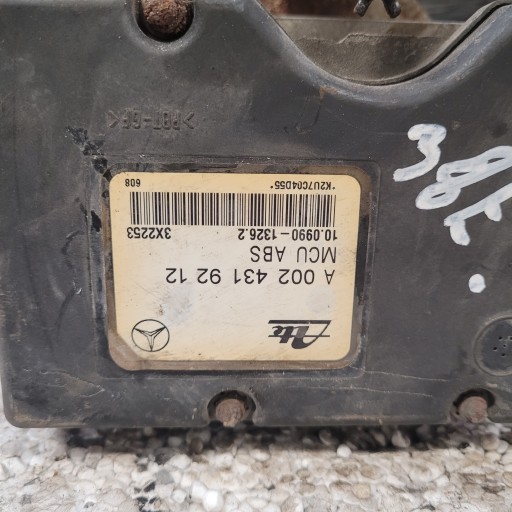 Ate
A 002 431 92 12
MCU ABS
10.0990-1326.2 3X2253
*K2U7C04D55* 608
>PBT-GF<